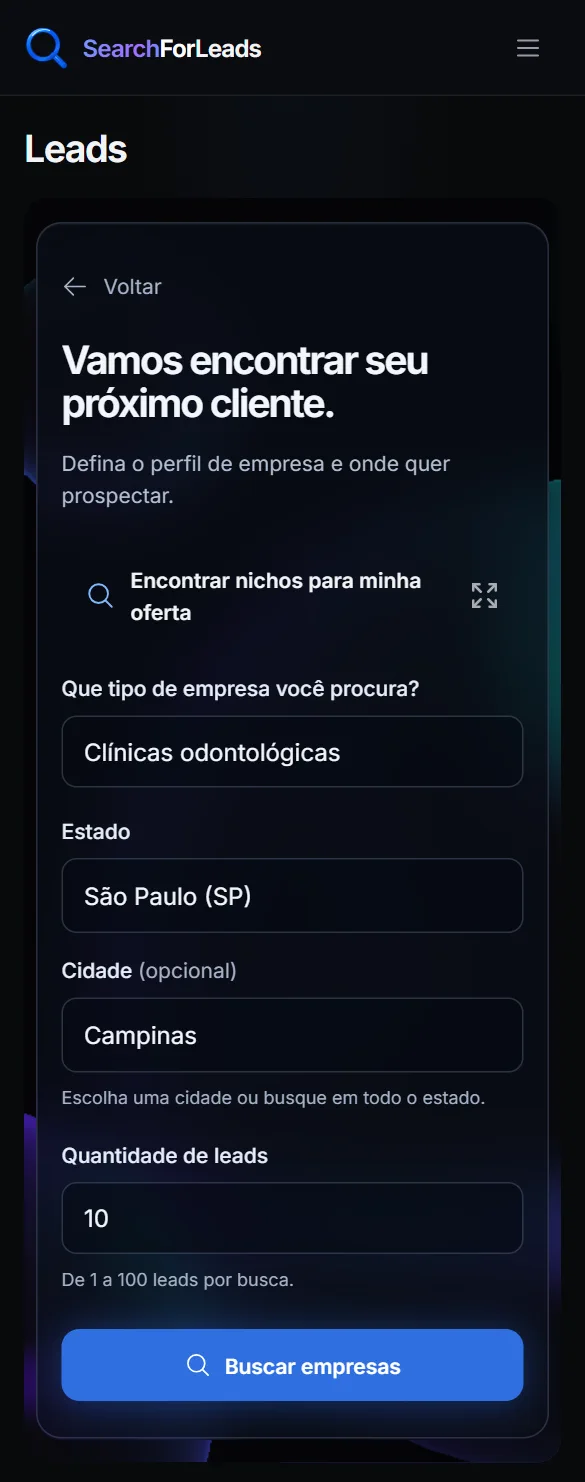 SearchForLeads
Leads
Voltar
Vamos encontrar seu
próximo cliente.
Defina o perfil de empresa e onde quer
prospectar.
Encontrar nichos para minha
oferta
Que tipo de empresa você procura?
Clínicas odontológicas
Estado
São Paulo (SP)
Cidade (opcional)
Campinas
Escolha uma cidade ou busque em todo o estado.
Quantidade de leads
10
De 1 a 100 leads por busca.
Buscar empresas